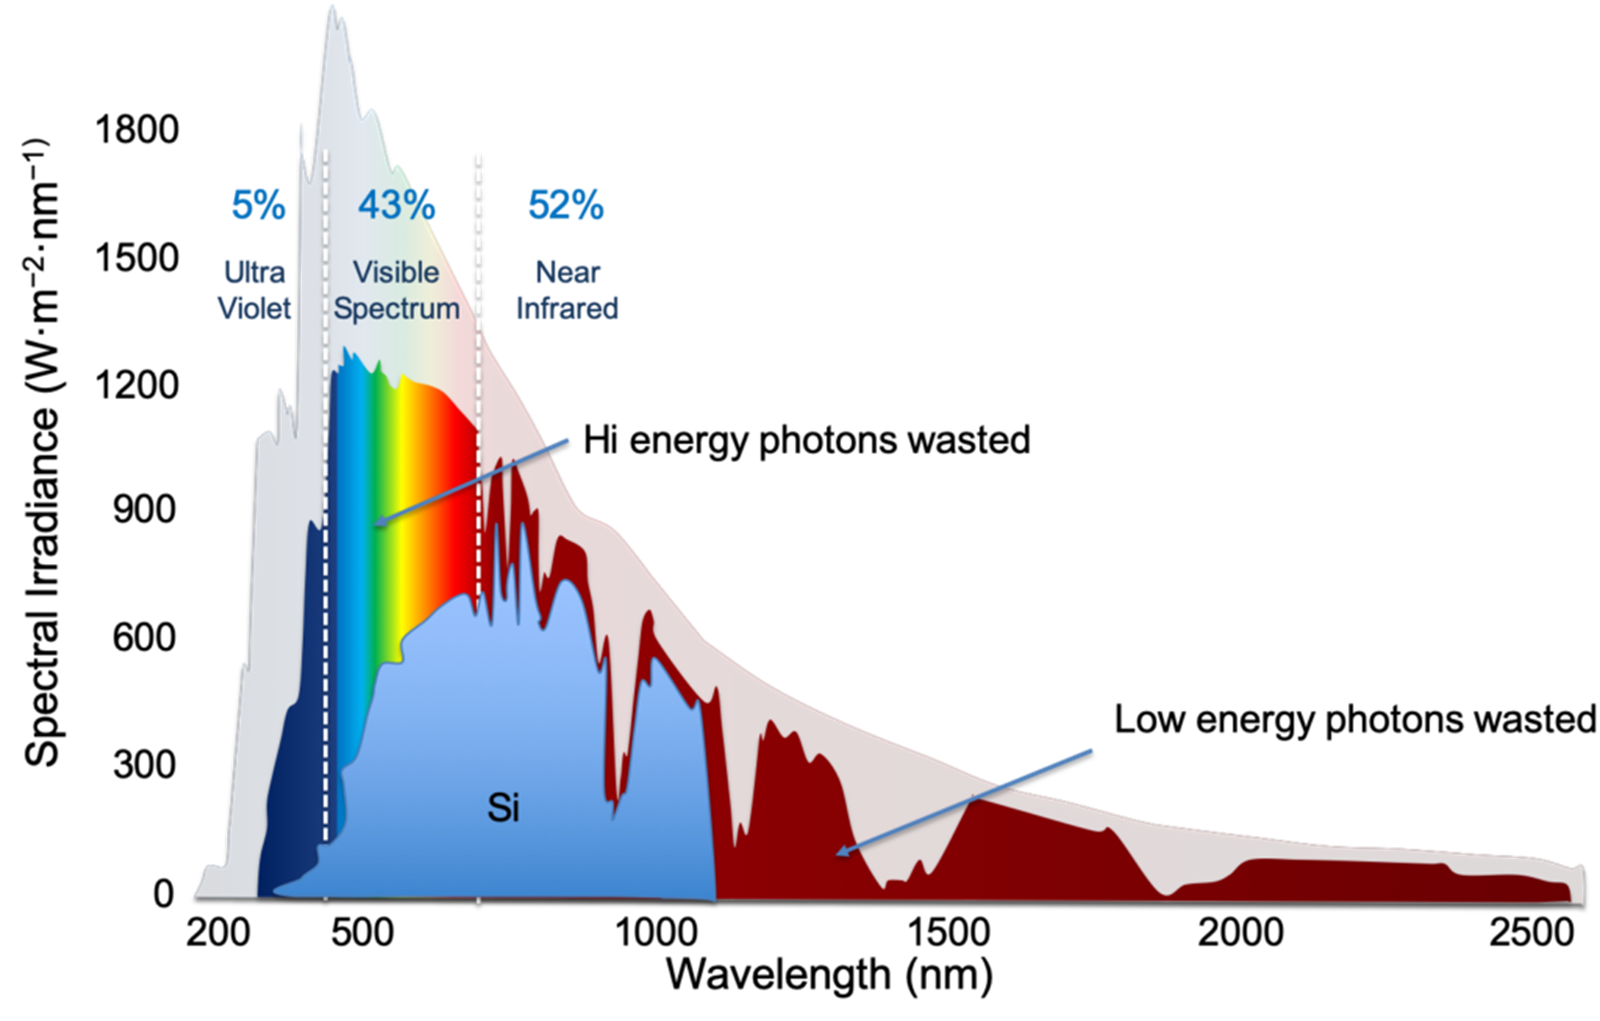 1800
1500
1200
900
600
300
0
Spectral Irradiance (W·m⁻²·nm⁻¹)
5%
43%
52%
Ultra
Violet
Visible
Spectrum
Near
Infrared
Hi energy photons wasted
Low energy photons wasted
Si
200
500
1000
1500
2000
2500
Wavelength (nm)